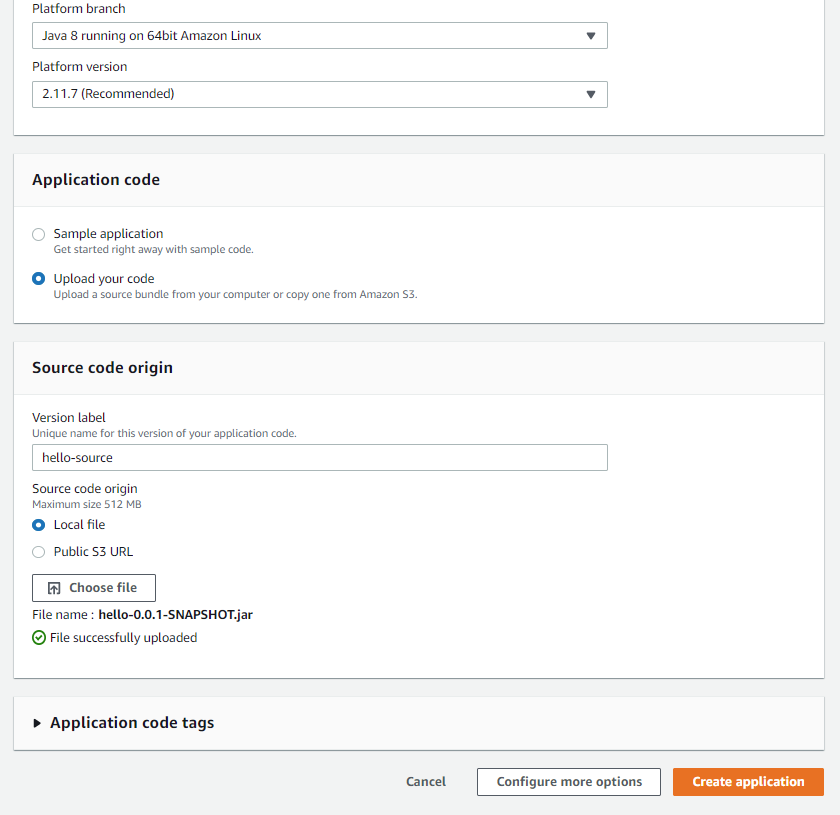 Platform branch
Java 8 running on 64bit Amazon Linux
Platform version
2.11.7 (Recommended)
Application code
Sample application
Get started right away with sample code.
Upload your code
Upload a source bundle from your computer or copy one from Amazon S3.
Source code origin
Version label
Unique name for this version of your application code.
hello-source
Source code origin
Maximum size 512 MB
Local file
Public S3 URL
Choose file
File name : hello-0.0.1-SNAPSHOT.jar
File successfully uploaded
Application code tags
Cancel Configure more options Create application